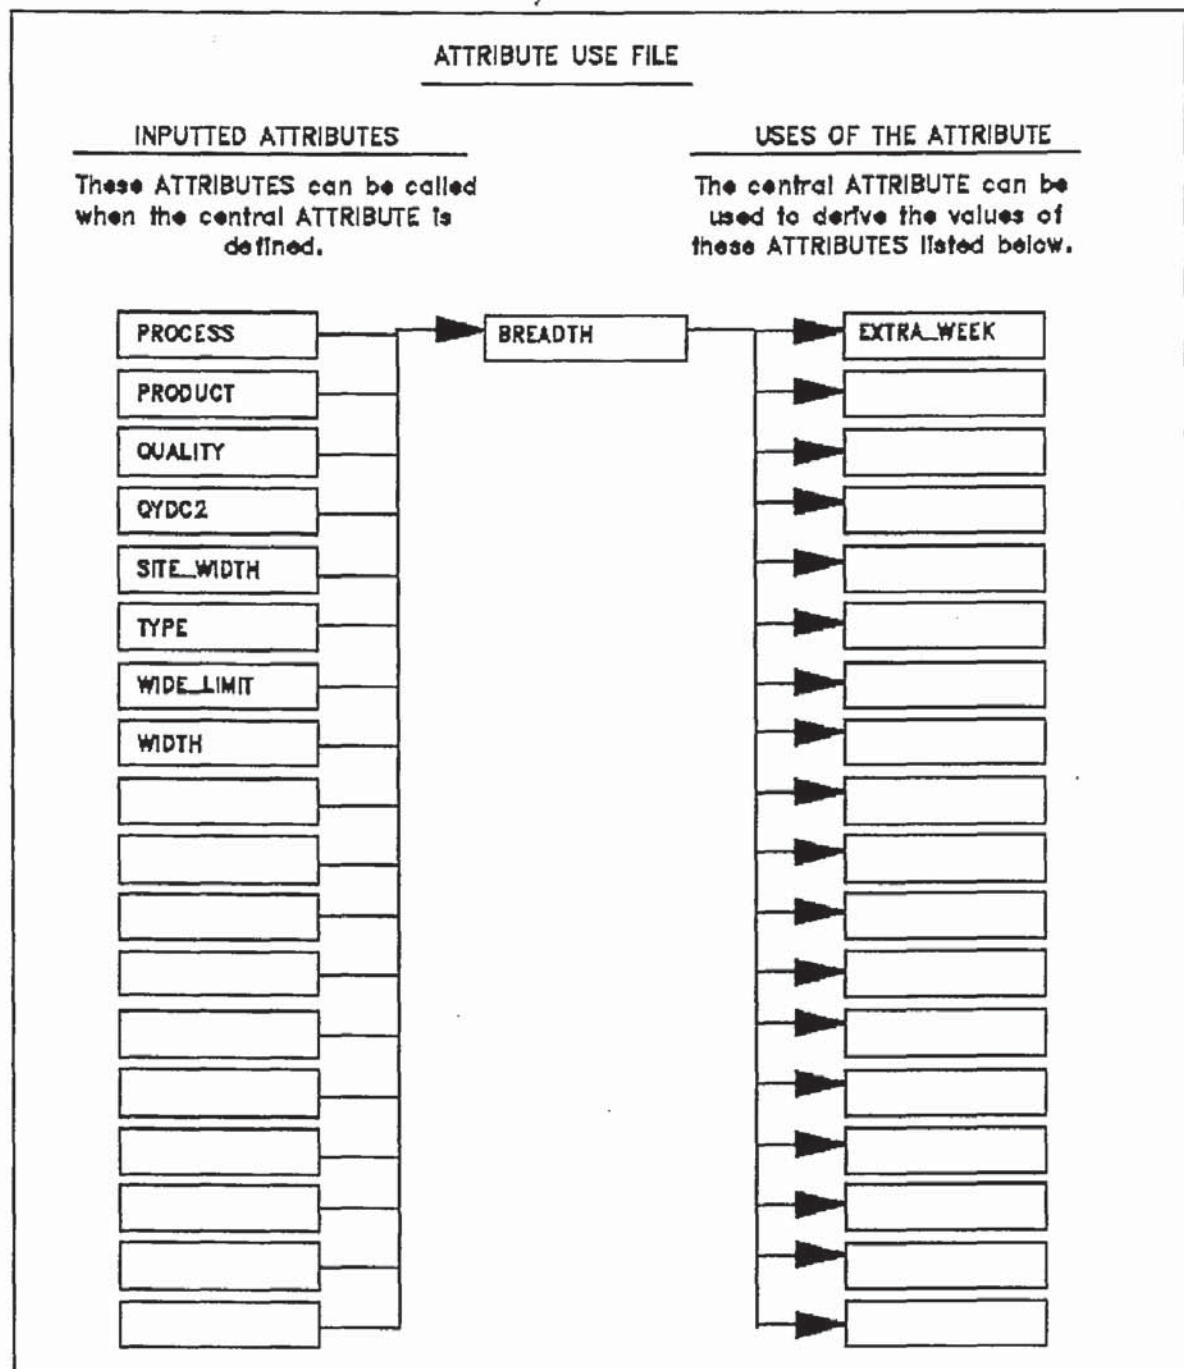 ATTRIBUTE USE FILE
INPUTTED ATTRIBUTES
These ATTRIBUTES can be called
when the central ATTRIBUTE is
defined.
USES OF THE ATTRIBUTE
The central ATTRIBUTE can be
used to derive the values of
these ATTRIBUTES listed below.
PROCESS
PRODUCT
QUALITY
QYDC2
SITE_WIDTH
TYPE
WIDE_LIMIT
WIDTH
BREADTH
EXTRA_WEEK